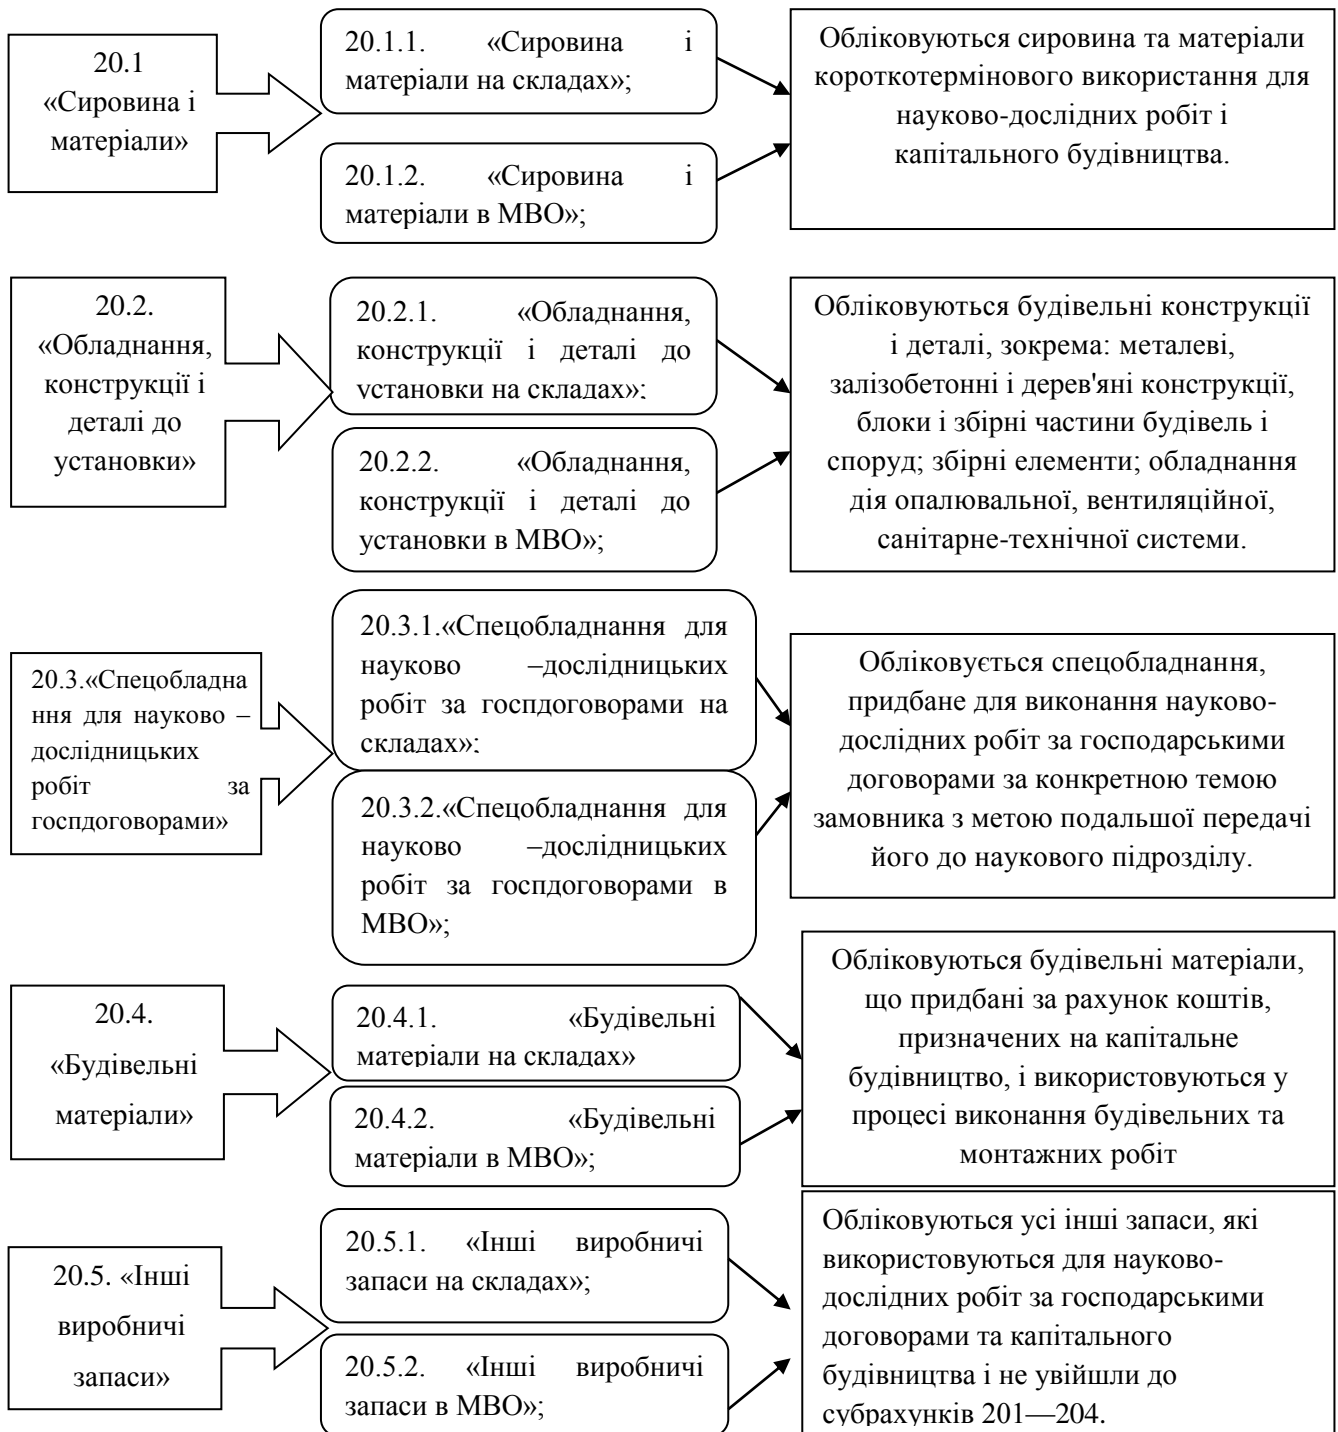 20.1
«Сировина і
матеріали»
20.1.1. «Сировина і
матеріали на складах»;
20.1.2. «Сировина і
матеріали в МВО»;
Обліковуються сировина та матеріали
короткотермінового використання для
науково-дослідних робіт і
капітального будівництва.
20.2.
«Обладнання,
конструкції і
деталі до
установки»
20.2.1. «Обладнання,
конструкції і деталі до
установки на складах»;
20.2.2. «Обладнання,
конструкції і деталі до
установки в МВО»;
Обліковуються будівельні конструкції
і деталі, зокрема: металеві,
залізобетонні і дерев'яні конструкції,
блоки і збірні частини будівель і
споруд; збірні елементи; обладнання
дія опалювальної, вентиляційної,
санітарне-технічної системи.
20.3.«Спецобладна
ння для науково –
дослідницьких
робіт за
госпдоговорами»
20.3.1.«Спецобладнання для
науково –дослідницьких
робіт за госпдоговорами на
складах»;
20.3.2.«Спецобладнання для
науково –дослідницьких
робіт за госпдоговорами в
МВО»;
Обліковується спецобладнання,
придбане для виконання науково-
дослідних робіт за господарськими
договорами за конкретною темою
замовника з метою подальшої передачі
його до наукового підрозділу.
20.4.
«Будівельні
матеріали»
20.4.1. «Будівельні
матеріали на складах»
20.4.2. «Будівельні
матеріали в МВО»;
Обліковуються будівельні матеріали,
що придбані за рахунок коштів,
призначених на капітальне
будівництво, і використовуються у
процесі виконання будівельних та
монтажних робіт
20.5. «Інші
виробничі
запаси»
20.5.1. «Інші виробничі
запаси на складах»;
20.5.2. «Інші виробничі
запаси в МВО»;
Обліковуються усі інші запаси, які
використовуються для науково-
дослідних робіт за господарськими
договорами та капітального
будівництва і не увійшли до
субрахунків 201—204.